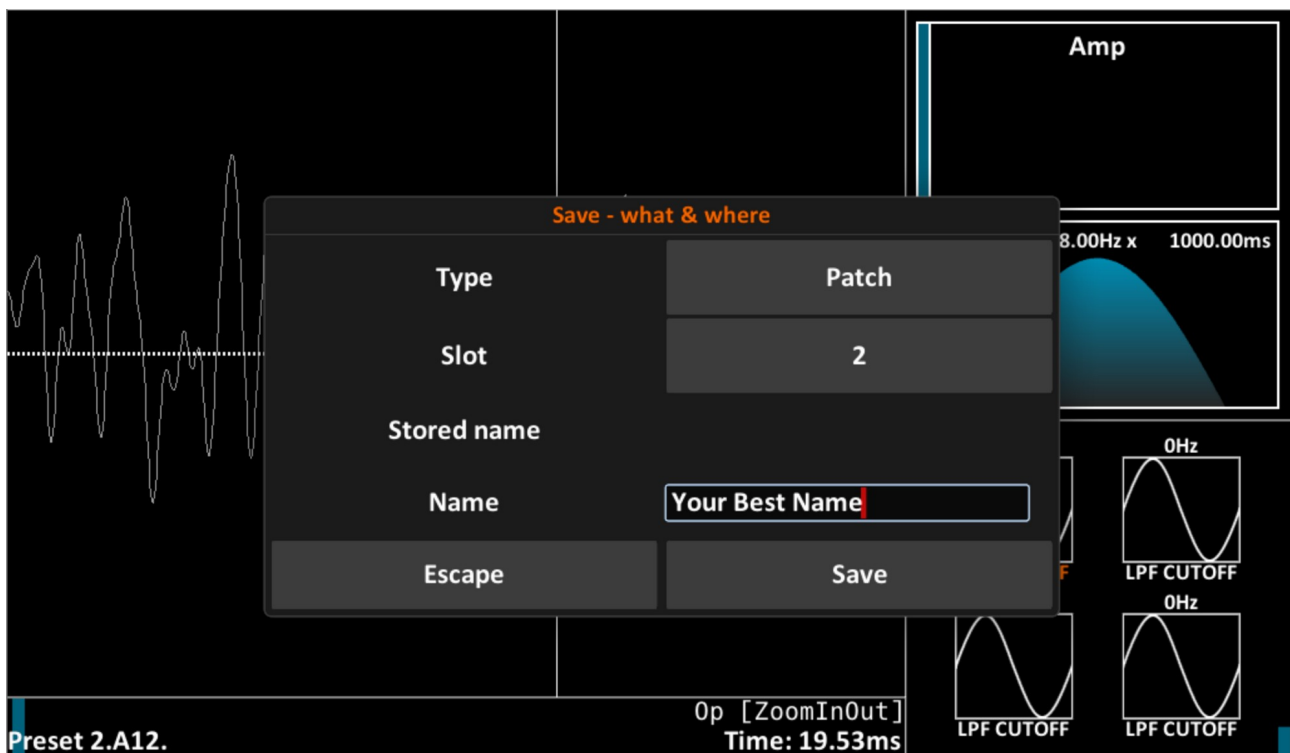 Amp
Save - what & where
8.00Hz x 1000.00ms
Type Patch
Slot 2
Stored name
Name Your Best Name
Escape Save
0Hz
F LPF CUTOFF
0Hz
LPF CUTOFF LPF CUTOFF
Op [ZoomInOut]
Preset 2.A12. Time: 19.53ms